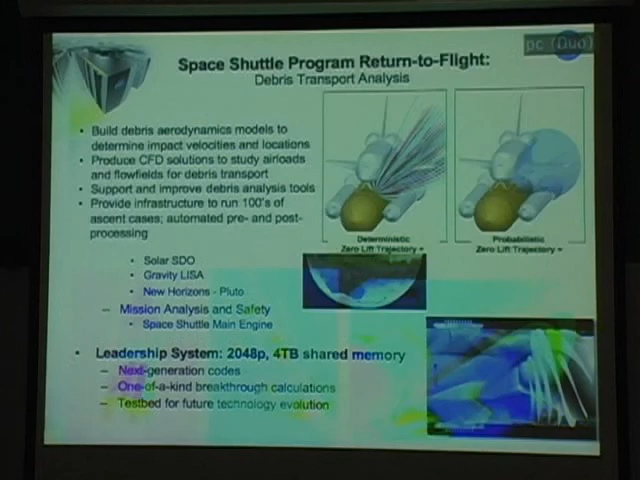 pc (Duo)
Space Shuttle Program Return-to-Flight:
Debris Transport Analysis
• Build debris aerodynamics models to
determine impact velocities and locations
• Produce CFD solutions to study airloads
and flowfields for debris transport
• Support and improve debris analysis tools
• Provide infrastructure to run 100's of
ascent cases; automated pre- and post-
processing
Deterministic
Zero Lift Trajectory =
Probabilistic
Zero Lift Trajectory =
• Solar SDO
• Gravity LISA
• New Horizons - Pluto
– Mission Analysis and Safety
• Space Shuttle Main Engine
• Leadership System: 2048p, 4TB shared memory
– Next-generation codes
– One-of-a-kind breakthrough calculations
– Testbed for future technology evolution